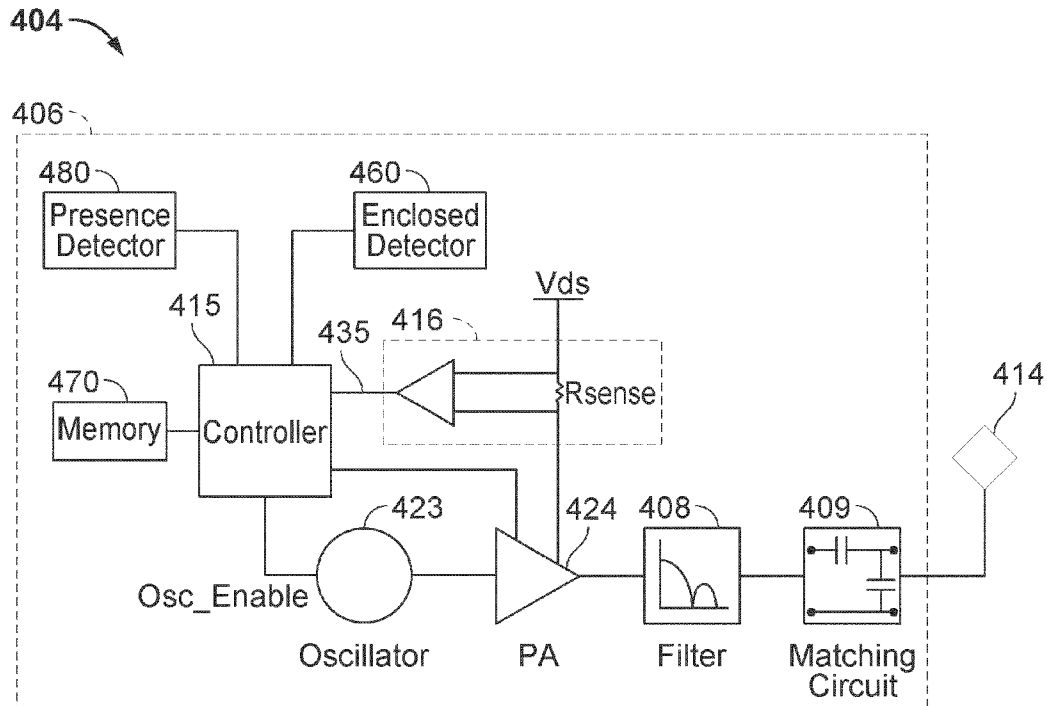 404
406
480
Presence
Detector
460
Enclosed
Detector
Vds
415
435
416
Rsense
470
Memory
Controller
414
423
424
408
409
Osc_Enable
Oscillator
PA
Filter
Matching
Circuit